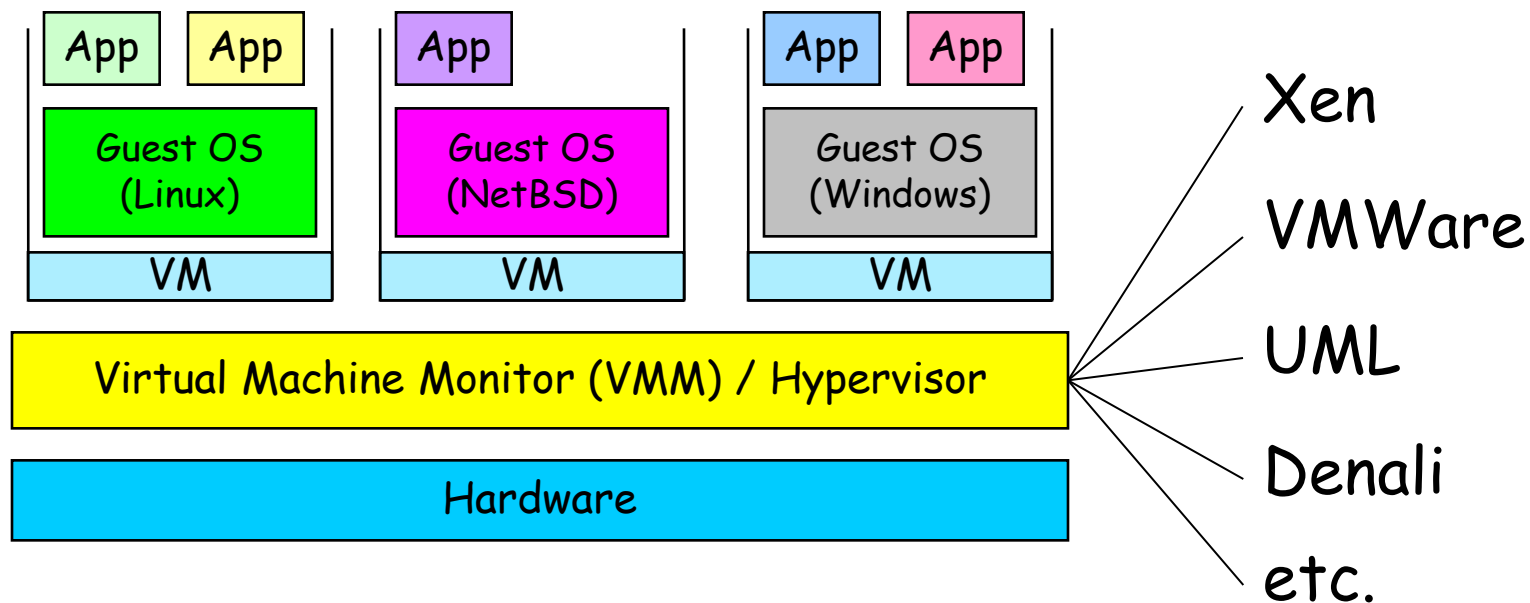 App
App
App
App
App
Guest OS
(Linux)
Guest OS
(NetBSD)
Guest OS
(Windows)
VM
VM
VM
Virtual Machine Monitor (VMM) / Hypervisor
Hardware
Xen
VMWare
UML
Denali
etc.